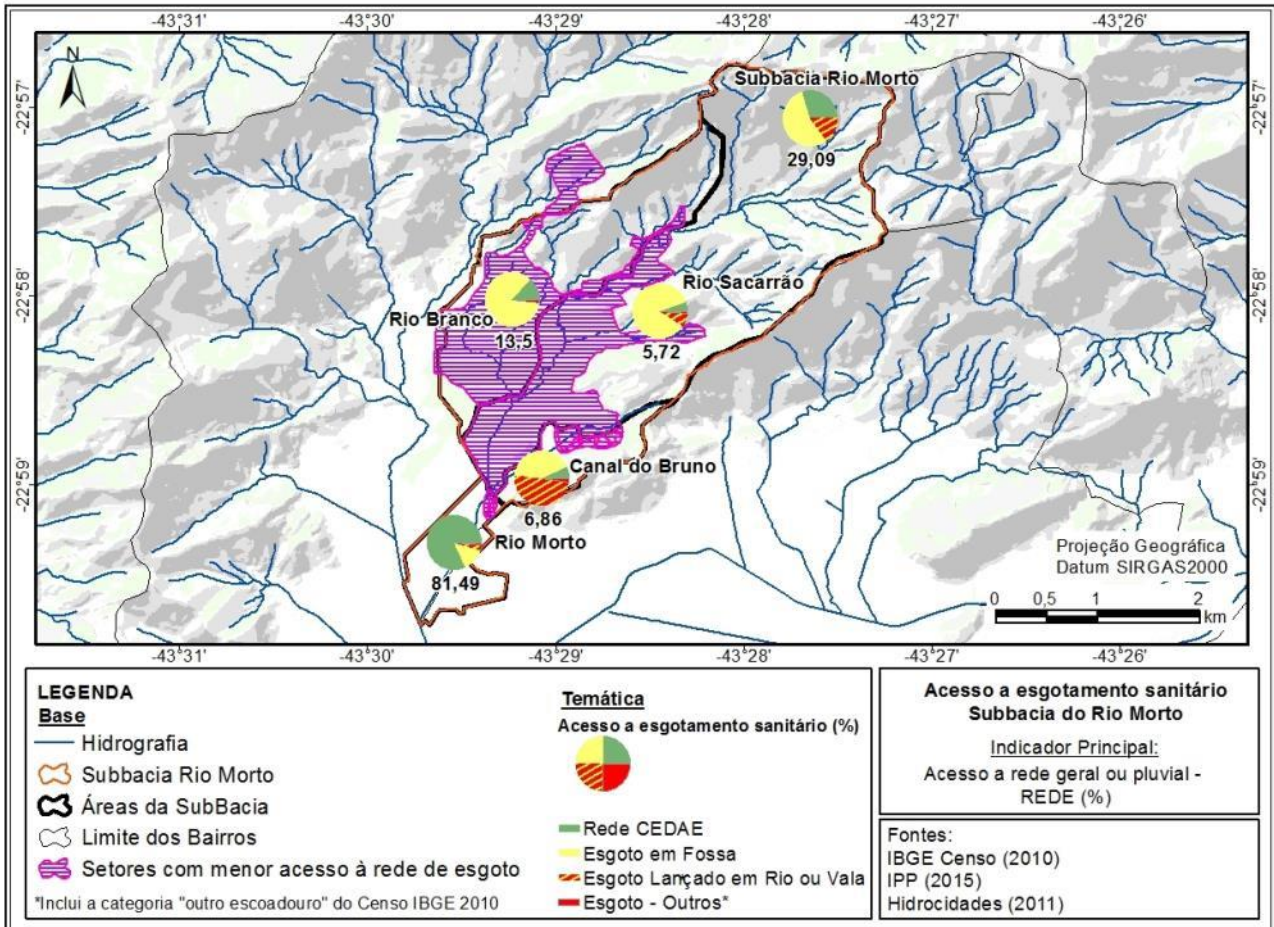 -43°31' -43°30' -43°29' -43°28' -43°27' -43°26'
N
-22°57' -22°57'
Subbacia Rio Morto
29,09
-22°58' -22°58'
Rio Sacarrão
5,72
Rio Branco
13,5
-22°59' -22°59'
Canal do Bruno
6,86
Rio Morto
81,49
Projeção Geográfica
Datum SIRGAS2000
0 0,5 1 2
km
-43°31' -43°30' -43°29' -43°28' -43°27' -43°26'
LEGENDA
Base
Hidrografia
Subbacia Rio Morto
Áreas da SubBacia
Limite dos Bairros
Setores com menor acesso à rede de esgoto
*Inclui a categoria "outro escoadouro" do Censo IBGE 2010
Temática
Acesso a esgotamento sanitário (%)
Rede CEDAE
Esgoto em Fossa
Esgoto Lançado em Rio ou Vala
Esgoto - Outros*
Acesso a esgotamento sanitário
Subbacia do Rio Morto
Indicador Principal:
Acesso a rede geral ou pluvial -
REDE (%)
Fontes:
IBGE Censo (2010)
IPP (2015)
Hidrocidades (2011)